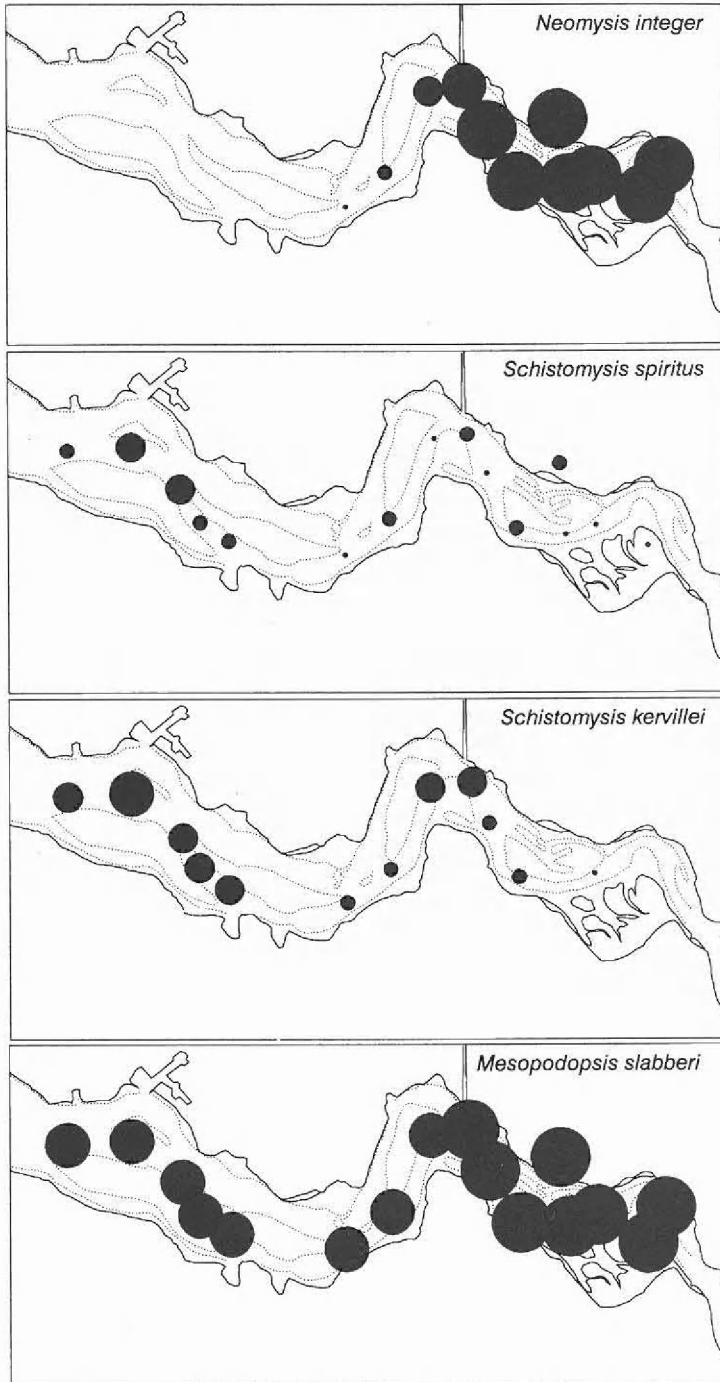 Neomysis integer
Schistomysis spiritus
Schistomysis kervillei
Mesopodopsis slabberi